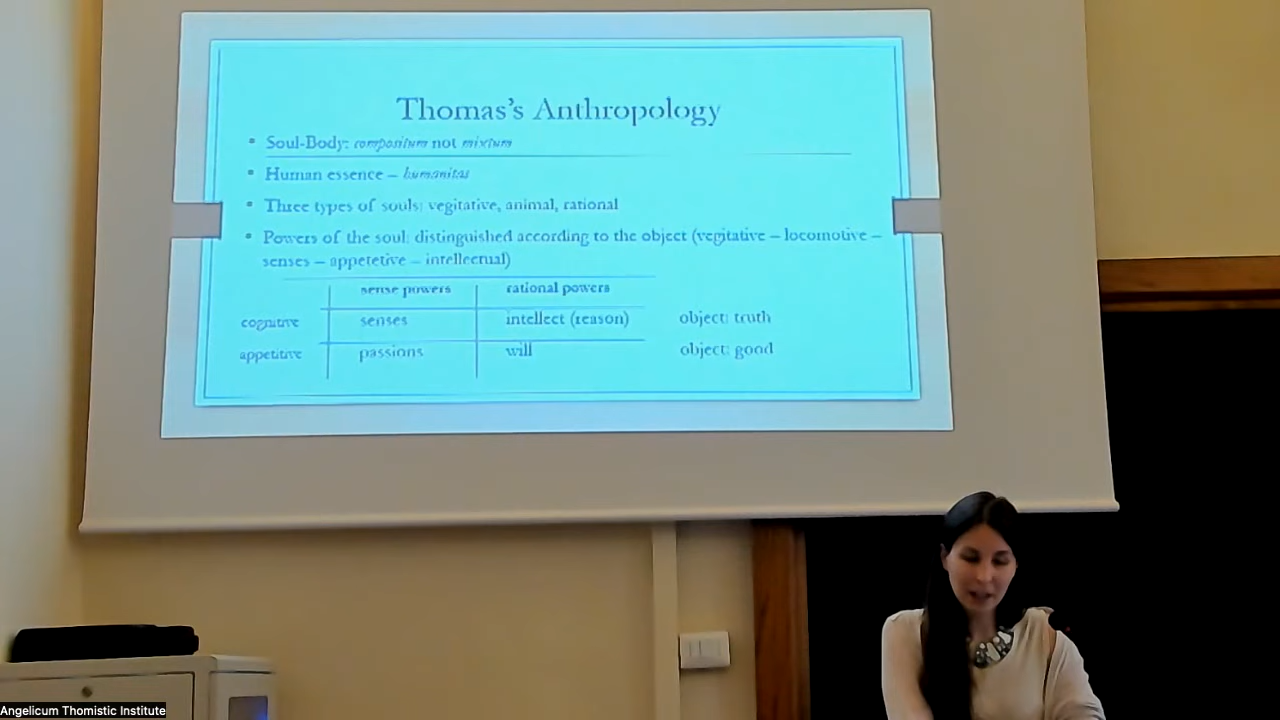 Thomas's Anthropology
Soul-Body: compositum not mixtum
Human essence – humanitas
Three types of souls: vegitative, animal, rational
Powers of the soul: distinguished according to the object (vegitative – locomotive –
senses – appetetive – intellectual)
sense powers rational powers
cognitive senses intellect (reason) object: truth
appetitive passions will object: good
Angelicum Thomistic Institute